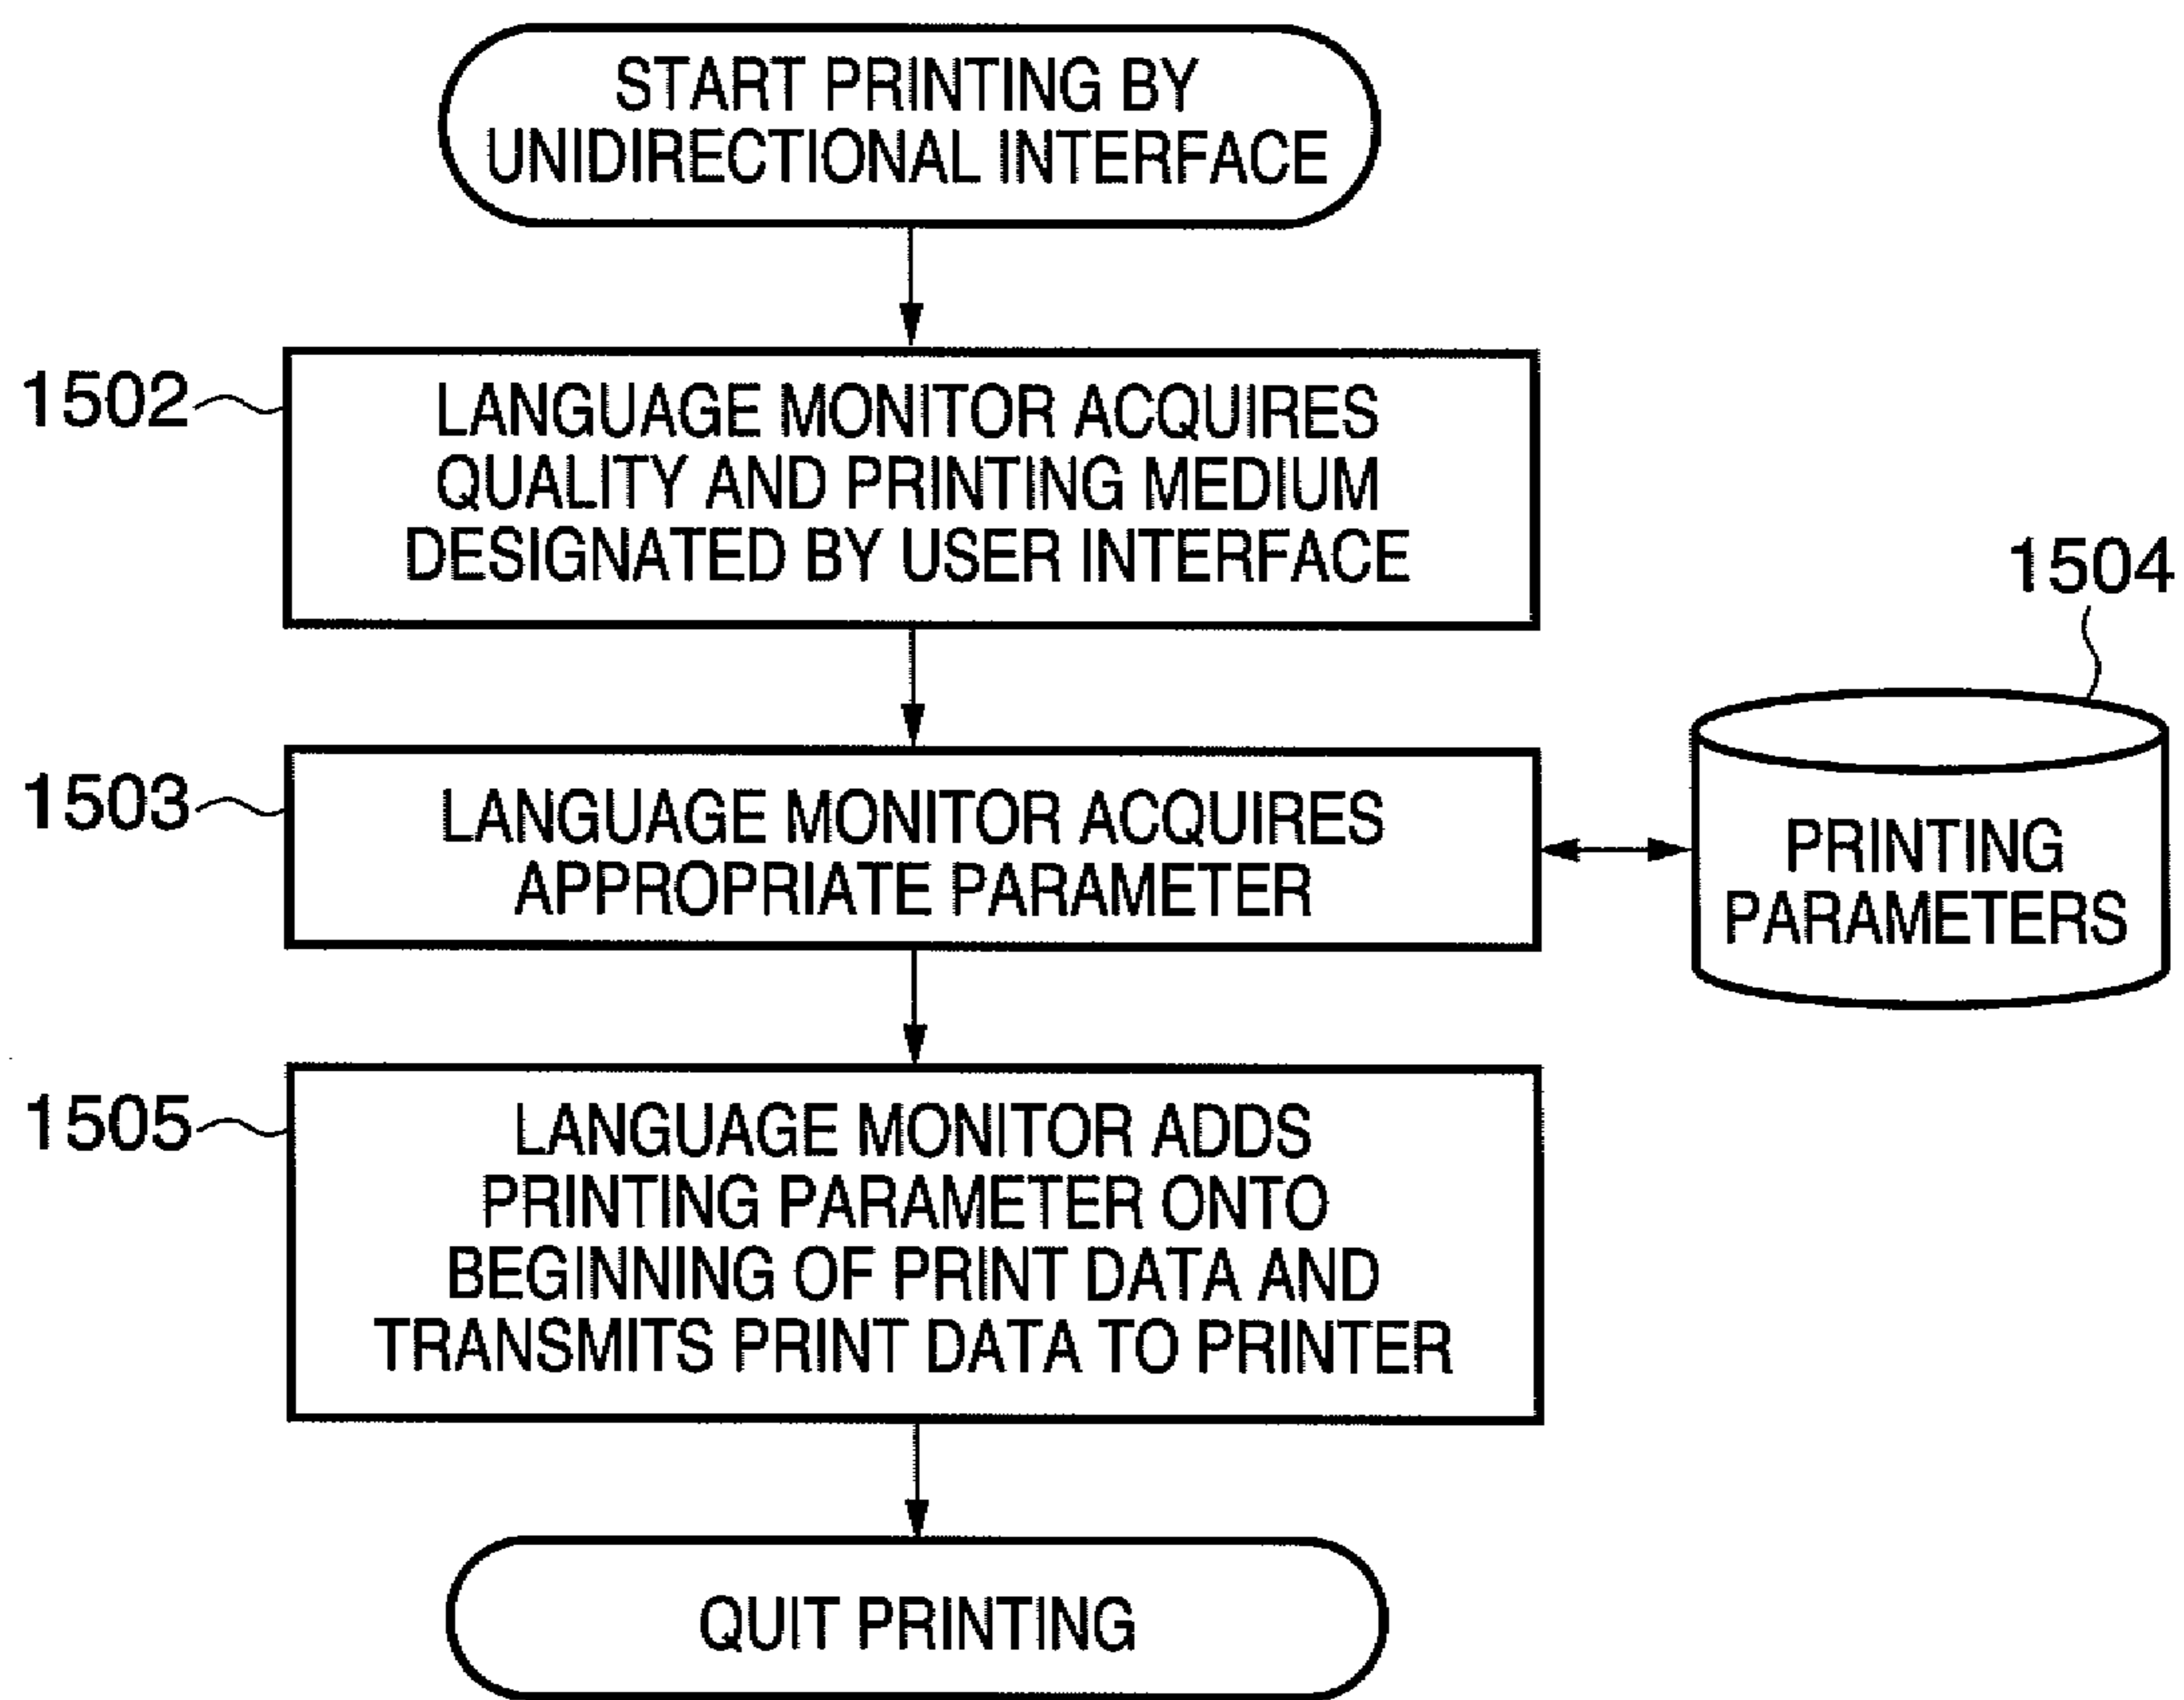 START PRINTING BY
UNIDIRECTIONAL INTERFACE
1502
LANGUAGE MONITOR ACQUIRES
QUALITY AND PRINTING MEDIUM
DESIGNATED BY USER INTERFACE
1504
1503
LANGUAGE MONITOR ACQUIRES
APPROPRIATE PARAMETER
PRINTING
PARAMETERS
1505
LANGUAGE MONITOR ADDS
PRINTING PARAMETER ONTO
BEGINNING OF PRINT DATA AND
TRANSMITS PRINT DATA TO PRINTER
QUIT PRINTING